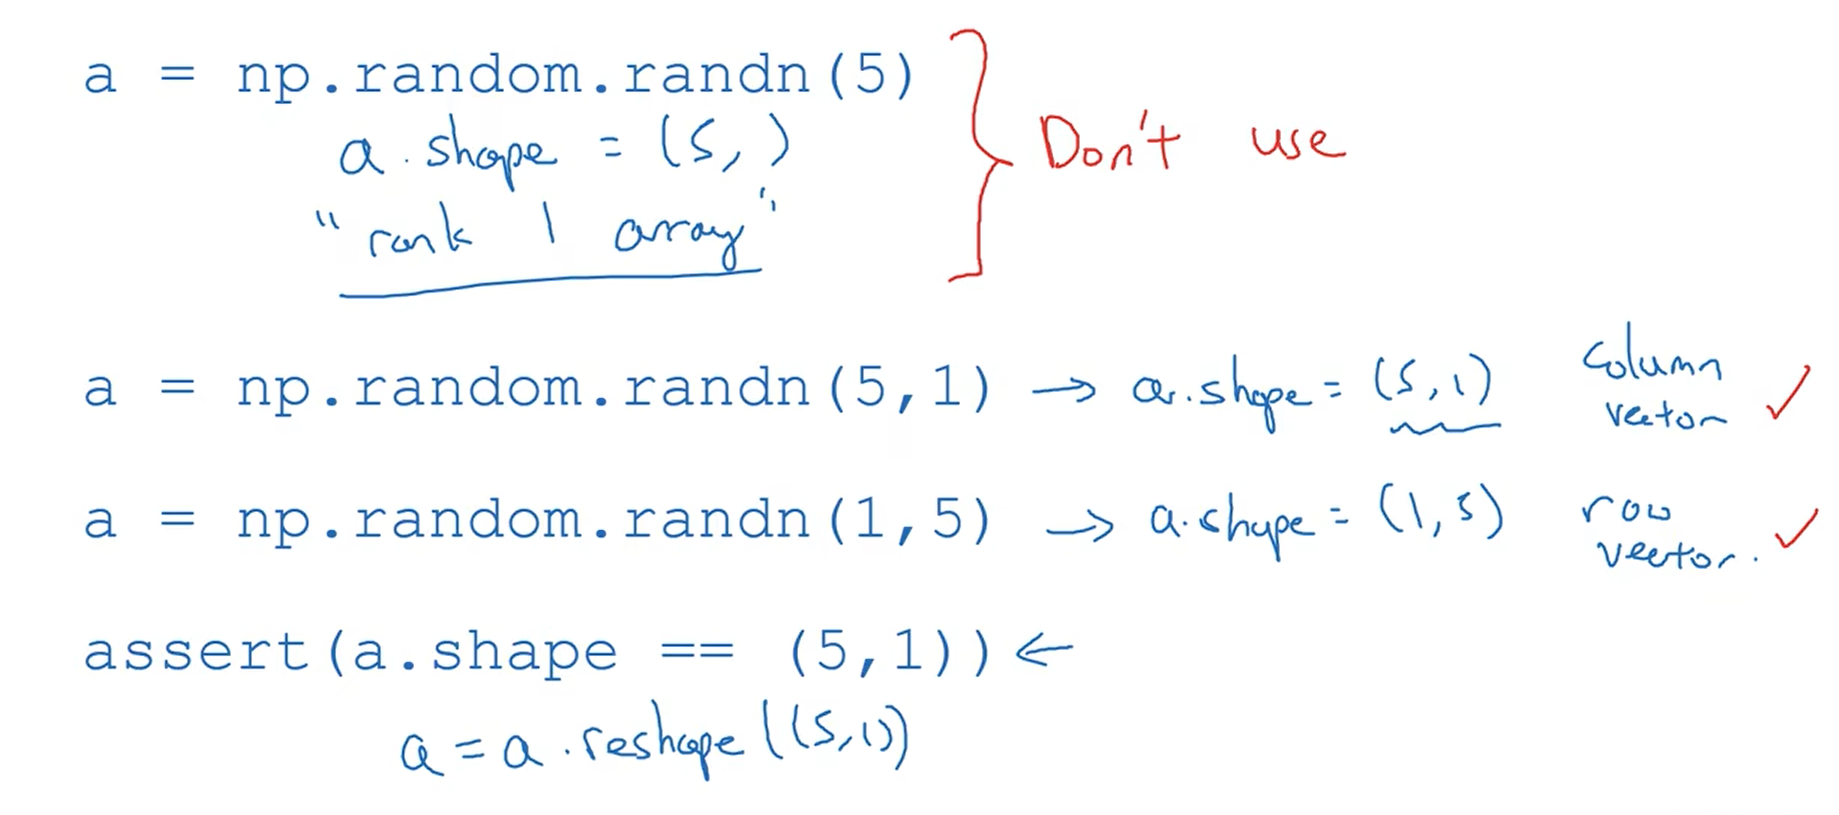 a = np.random.randn(5)
a.shape = (5,)
"rank 1 array"
Don't use
a = np.random.randn(5,1) → a.shape = (5,1) column vector ✓
a = np.random.randn(1,5) → a.shape = (1,5) row vector. ✓
assert(a.shape == (5,1)) ←
a = a.reshape((5,1))